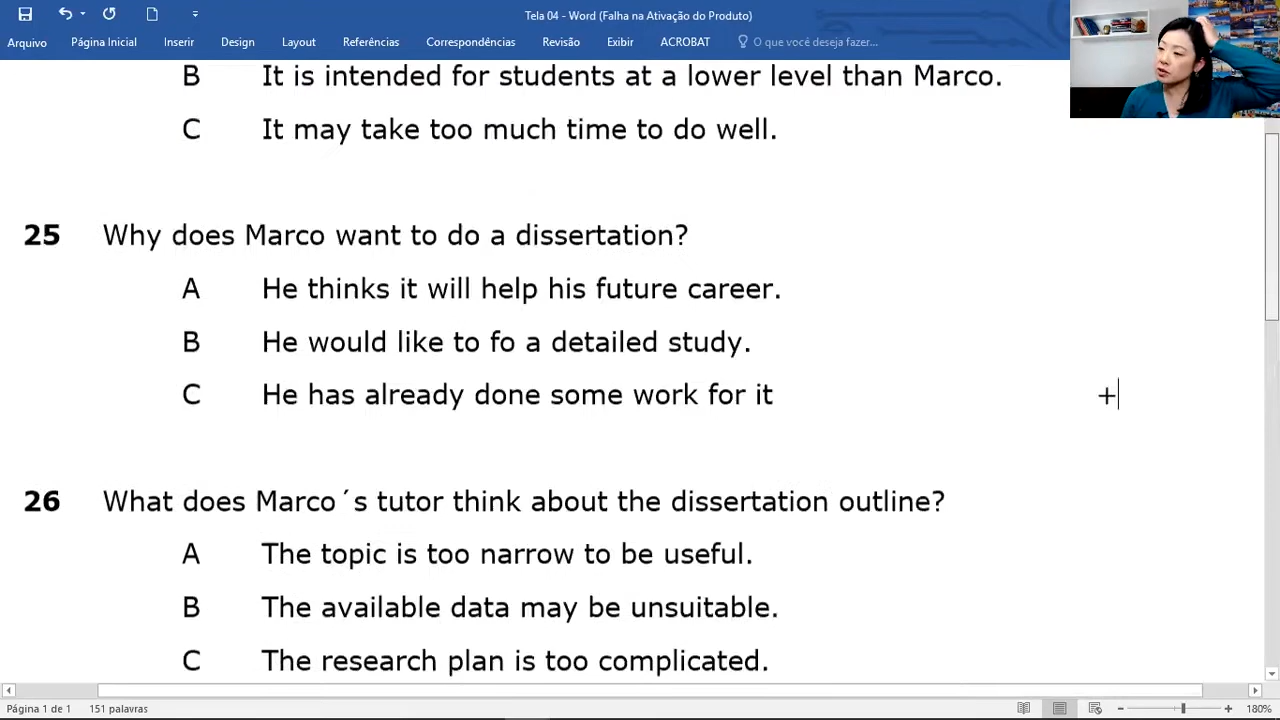 Tela 04 - Word (Falha na Ativação do Produto)
Arquivo Página Inicial Inserir Design Layout Referências Correspondências Revisão Exibir ACROBAT O que você deseja fazer...
B It is intended for students at a lower level than Marco.
C It may take too much time to do well.
25 Why does Marco want to do a dissertation?
A He thinks it will help his future career.
B He would like to fo a detailed study.
C He has already done some work for it +
26 What does Marco´s tutor think about the dissertation outline?
A The topic is too narrow to be useful.
B The available data may be unsuitable.
C The research plan is too complicated.
Página 1 de 1 151 palavras 180%